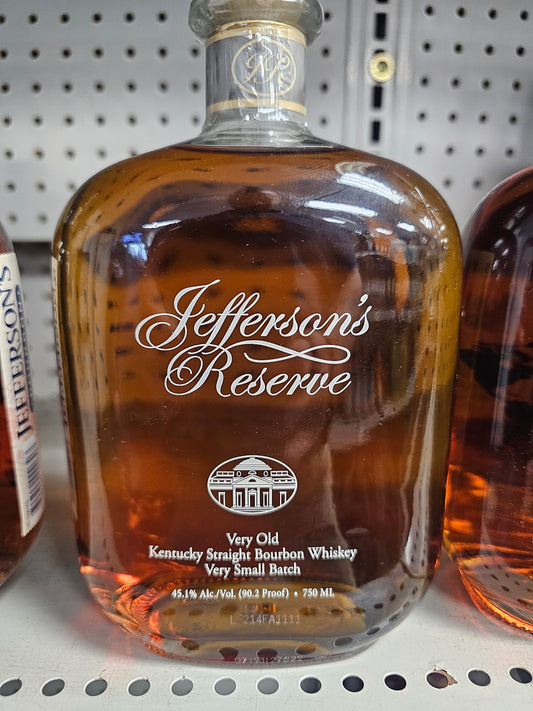 Jefferson's
Reserve
JEFFERSON'S
Very Old
Kentucky Straight Bourbon Whiskey
Very Small Batch
45.1% Alc./Vol. (90.2 Proof) • 750 ML